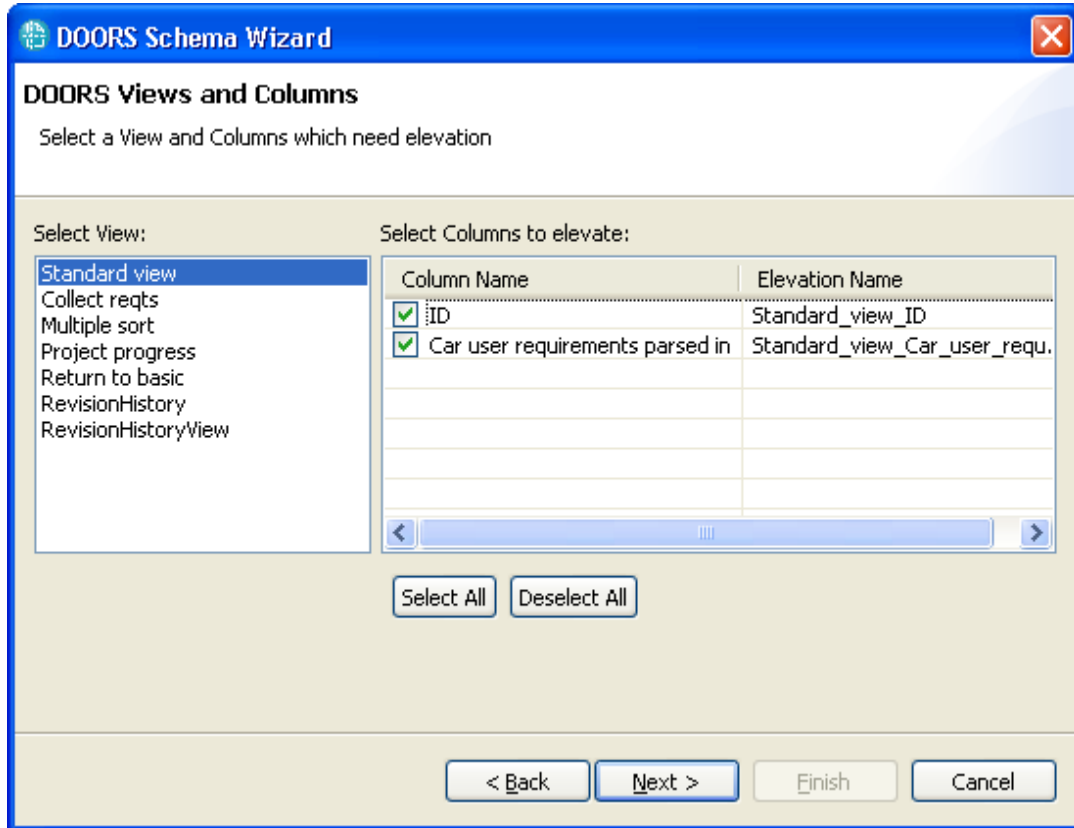 DOORS Schema Wizard
DOORS Views and Columns
Select a View and Columns which need elevation
Select View:
Standard view
Collect reqts
Multiple sort
Project progress
Return to basic
RevisionHistory
RevisionHistoryView
Select Columns to elevate:
Column Name Elevation Name
ID Standard_view_ID
Car user requirements parsed in Standard_view_Car_user_requ.
Select All Deselect All
< Back Next > Finish Cancel